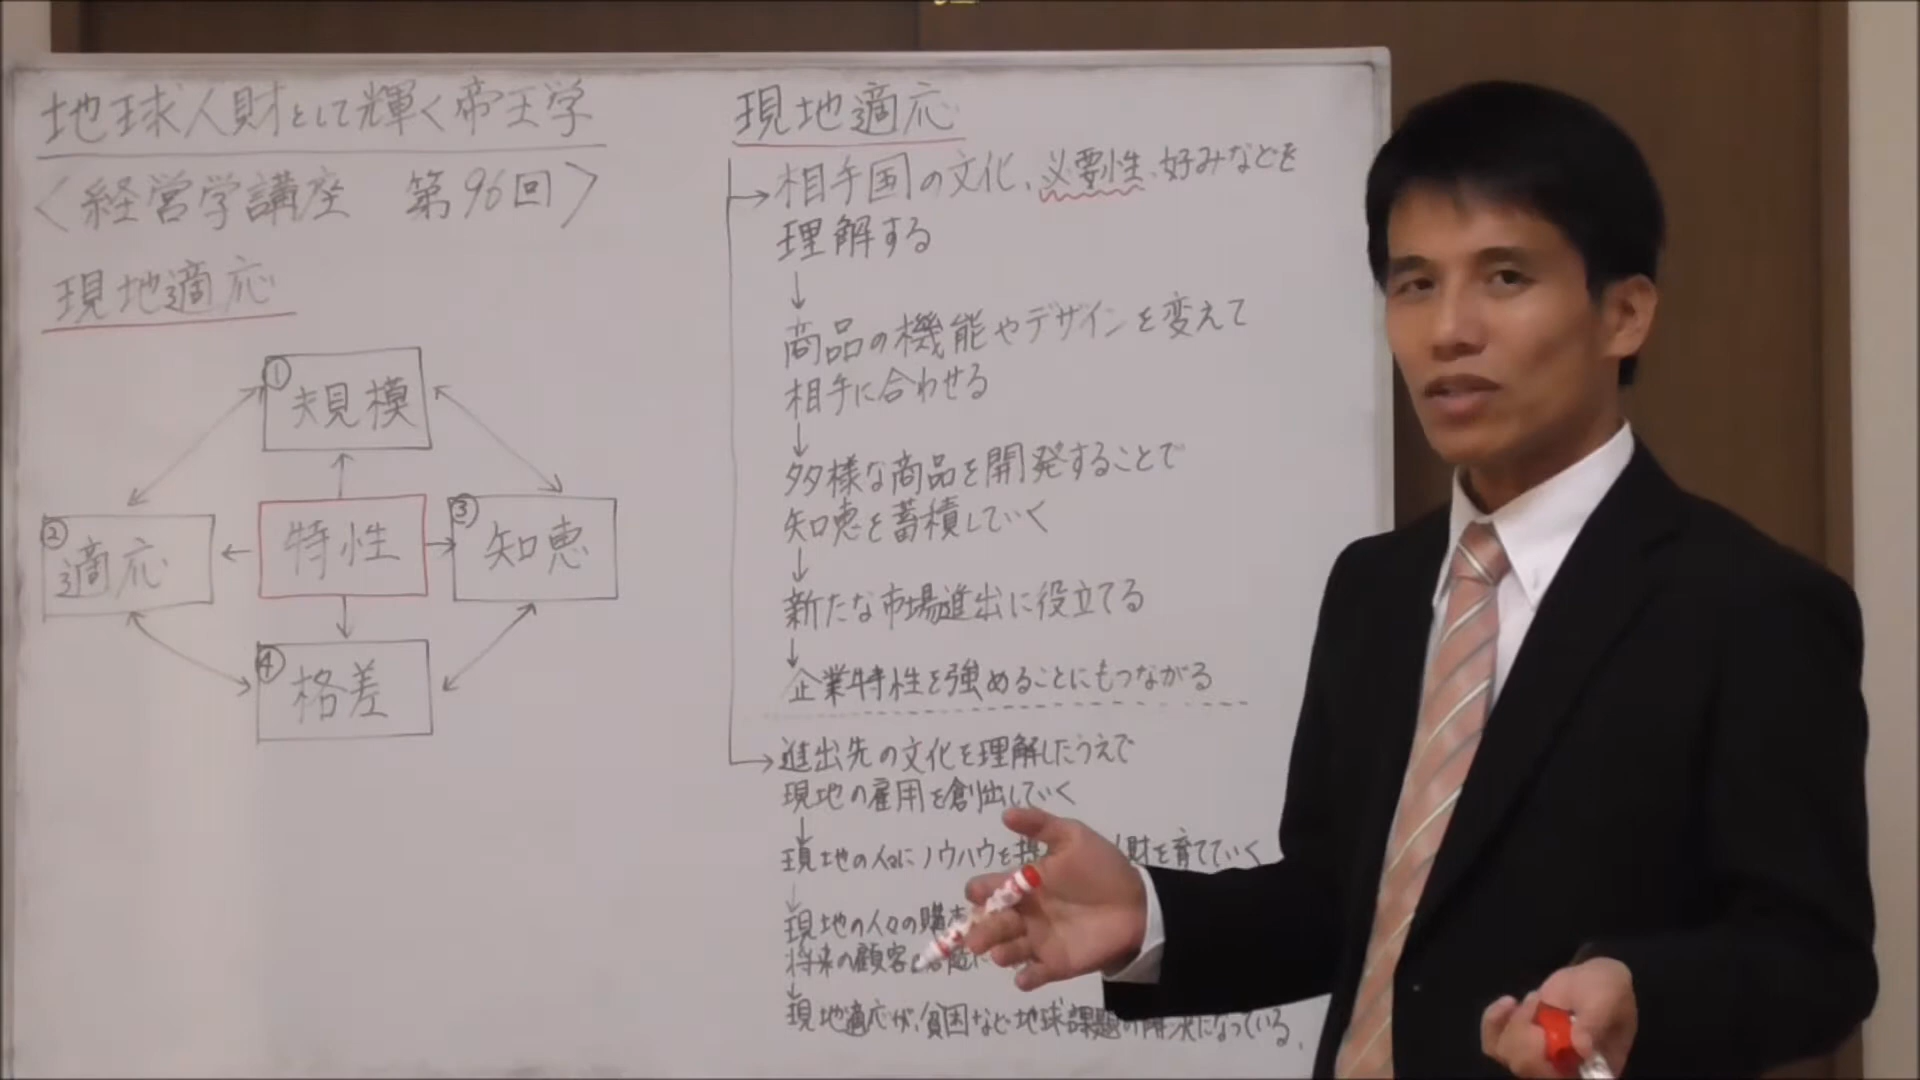 地球人財として輝く帝王学
〈経営学講座 第96回〉
現地適応
①
規模
②
適応
特性
③
知恵
④
格差
現地適応
相手国の文化、必要性、好みなどを
理解する
商品の機能やデザインを変えて
相手に合わせる
多様な商品を開発することで
知恵を蓄積していく
新たな市場進出に役立てる
企業特性を強めることにもつながる
進出先の文化を理解したうえで
現地の雇用を創出していく
現地の人々にノウハウを 財を育てていく
現地の人々の購
将来の顧客
現地適応が、貧困など地球課題の解決になっている。